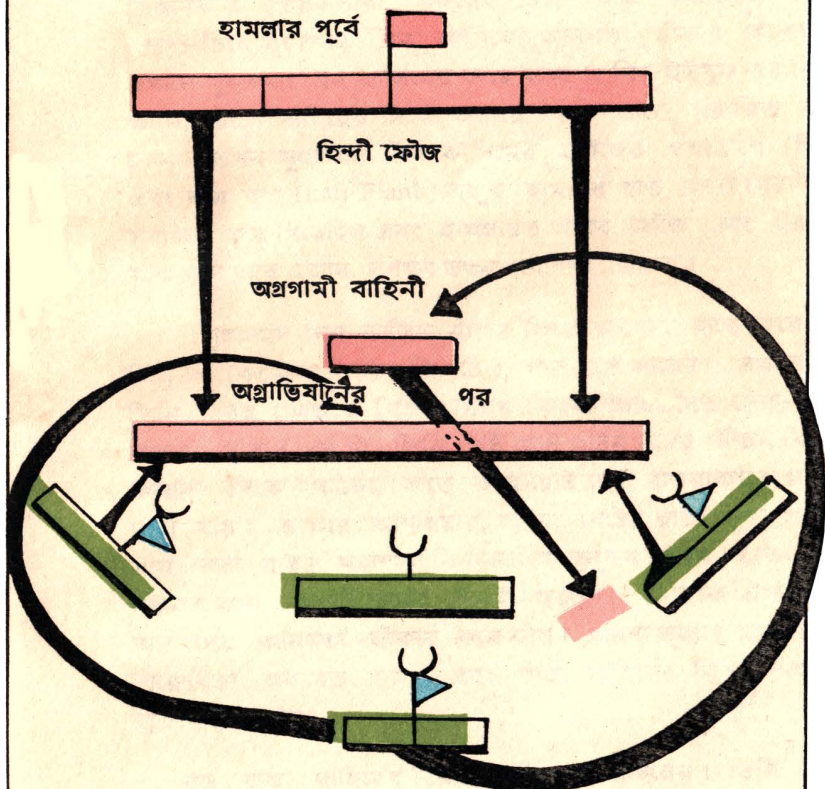 হামলার পূর্বে
হিন্দী ফৌজ
অগ্রগামী বাহিনী
অগ্রাভিযানের পর